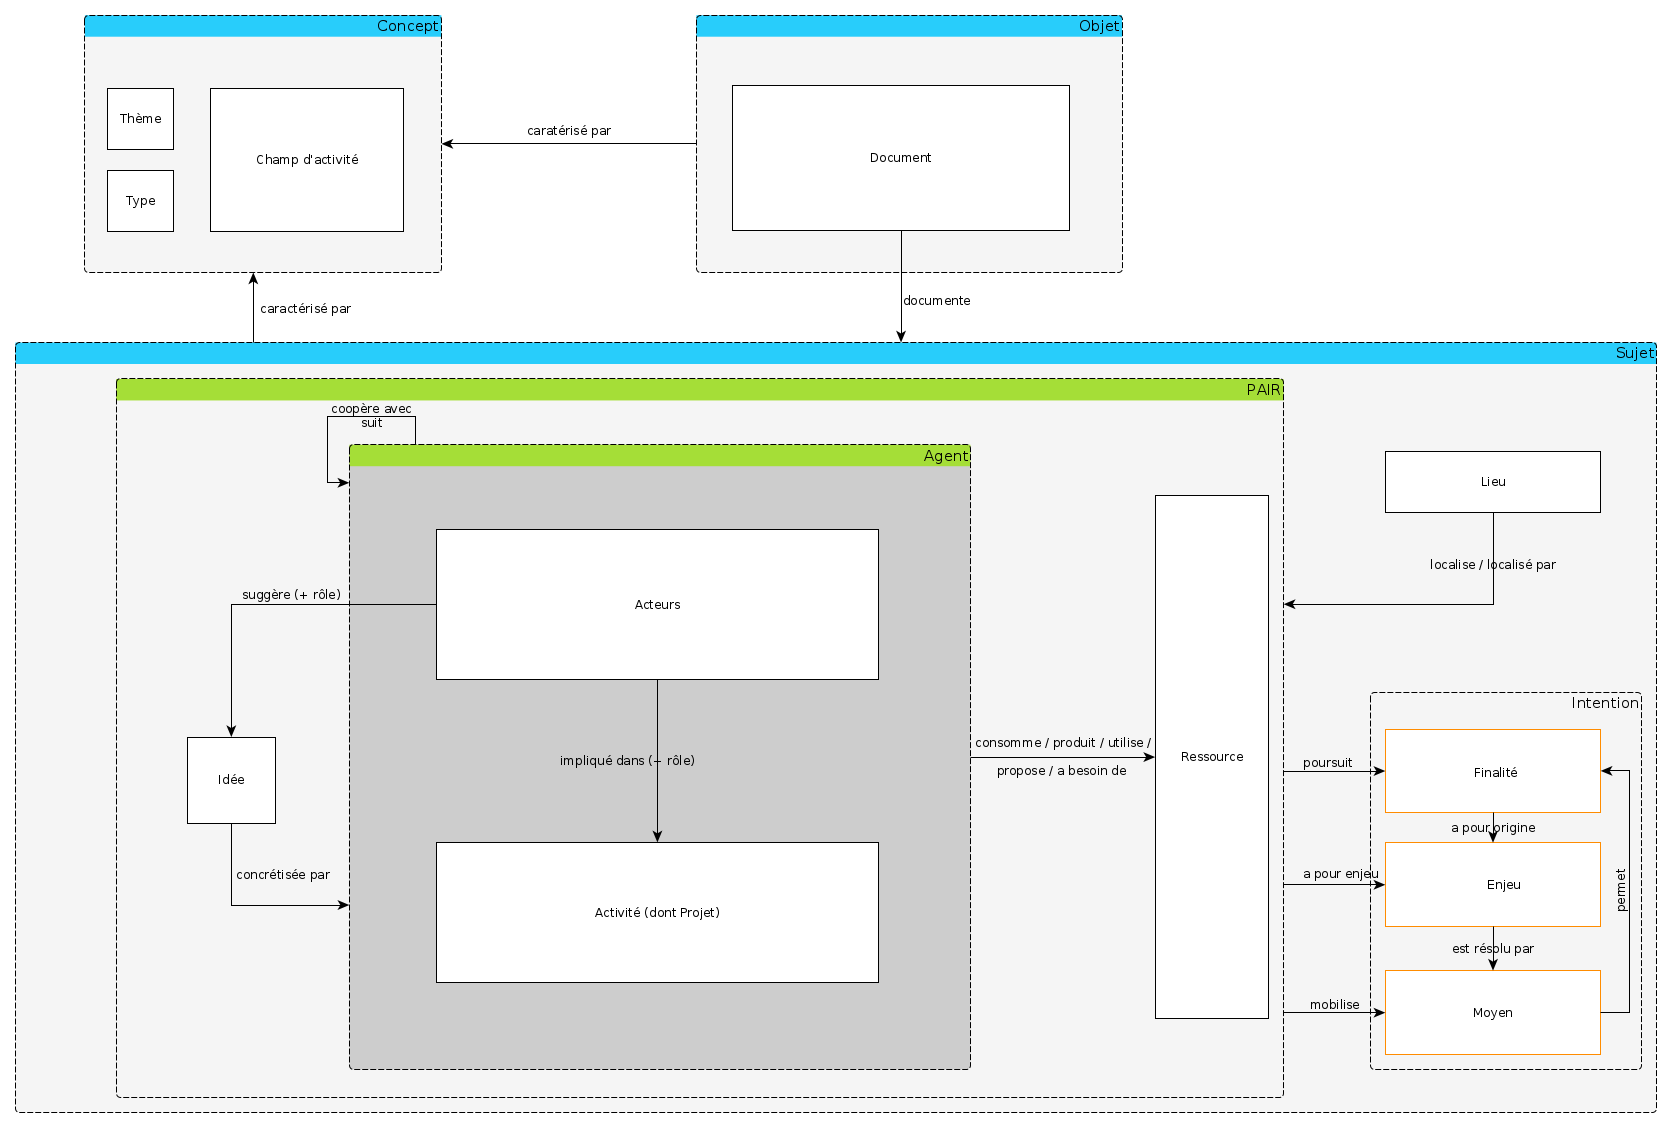 Concept
Objet
Thème
Type
Champ d'activité
caratérisé par
Document
caractérisé par
documente
Sujet
PAIR
coopère avec
suit
Agent
Lieu
localise / localisé par
Acteurs
suggère (+ rôle)
impliqué dans (+ rôle)
Idée
concrétisée par
Activité (dont Projet)
consomme / produit / utilise /
propose / a besoin de
Ressource
Intention
poursuit
Finalité
a pour origine
a pour enjeu
Enjeu
permet
est résolu par
mobilise
Moyen